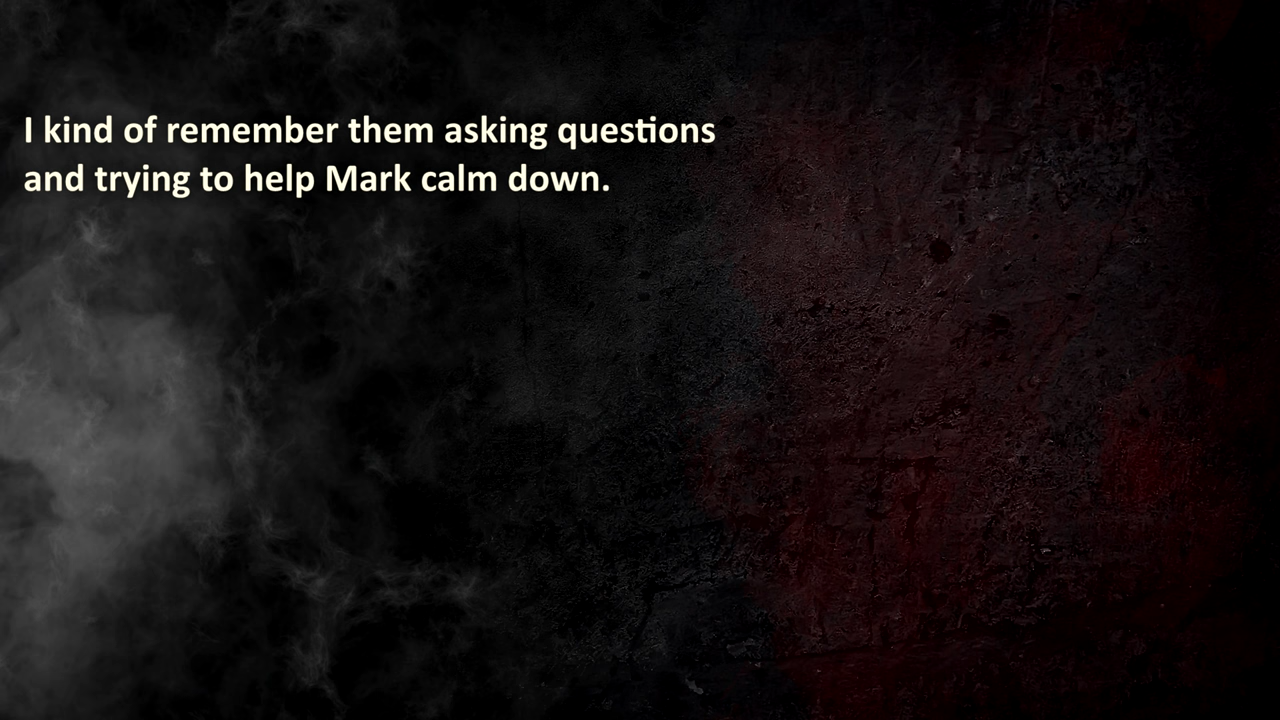 I kind of remember them asking questions
and trying to help Mark calm down.